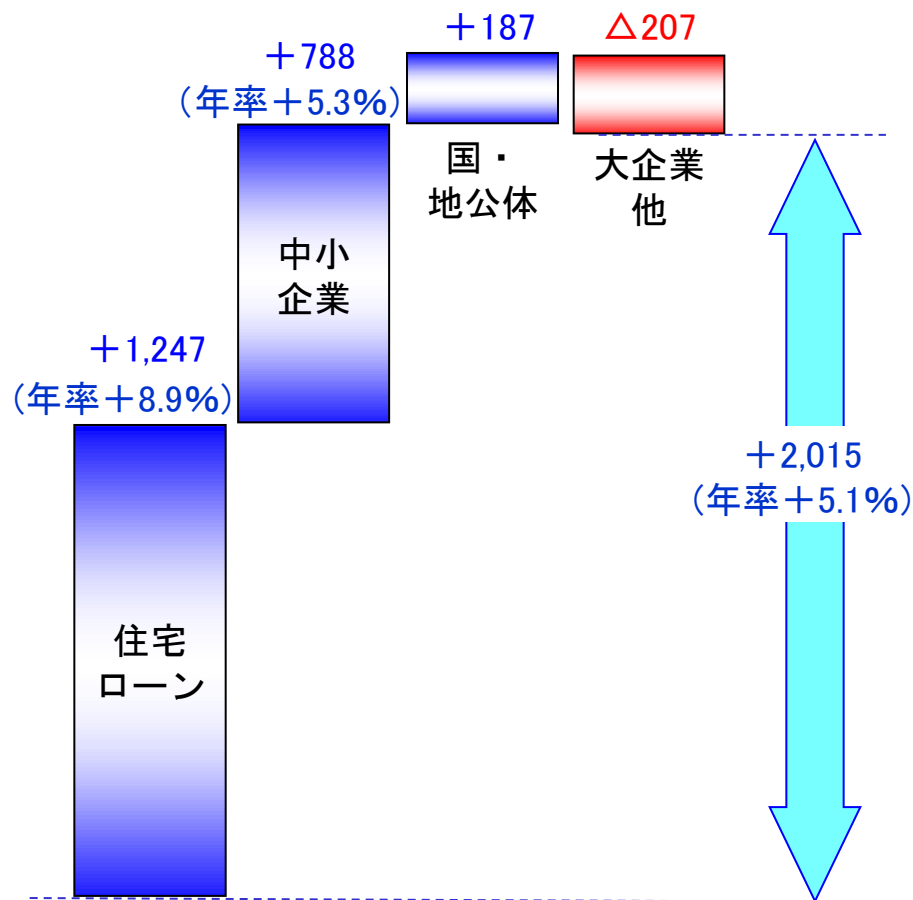 +187
△207
+788
(年率+5.3%)
国・
地公体
大企業
他
中小
企業
+1,247
(年率+8.9%)
+2,015
(年率+5.1%)
住宅
ローン